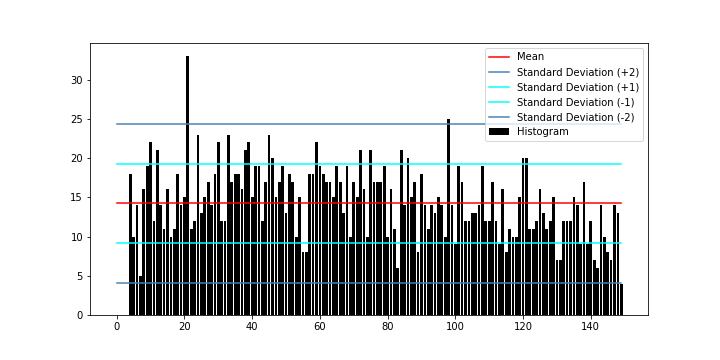 Mean
Standard Deviation (+2)
Standard Deviation (+1)
Standard Deviation (-1)
Standard Deviation (-2)
Histogram
30
25
20
15
10
5
0
0 20 40 60 80 100 120 140